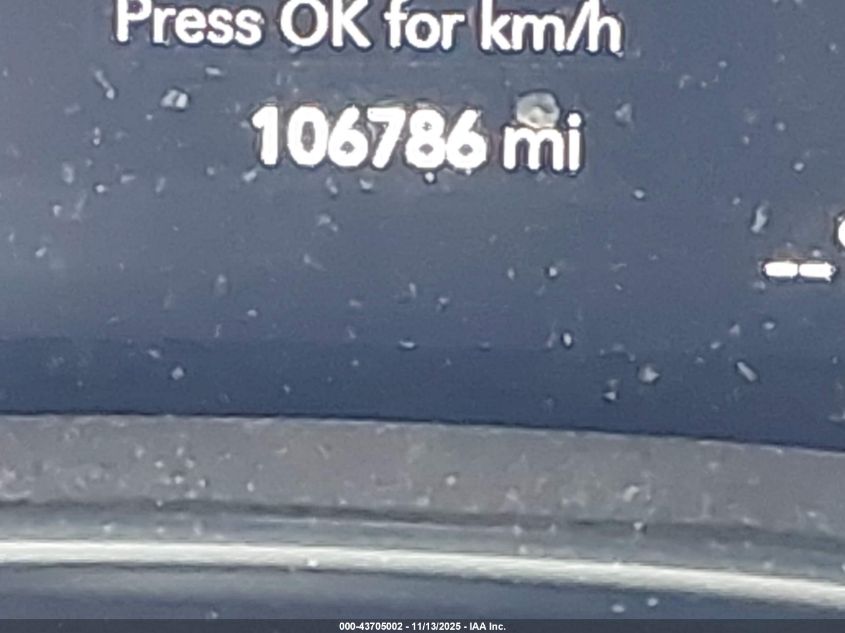 Press OK for km/h
106786 mi
--
000-43705002 - 11/13/2025 - IAA Inc.